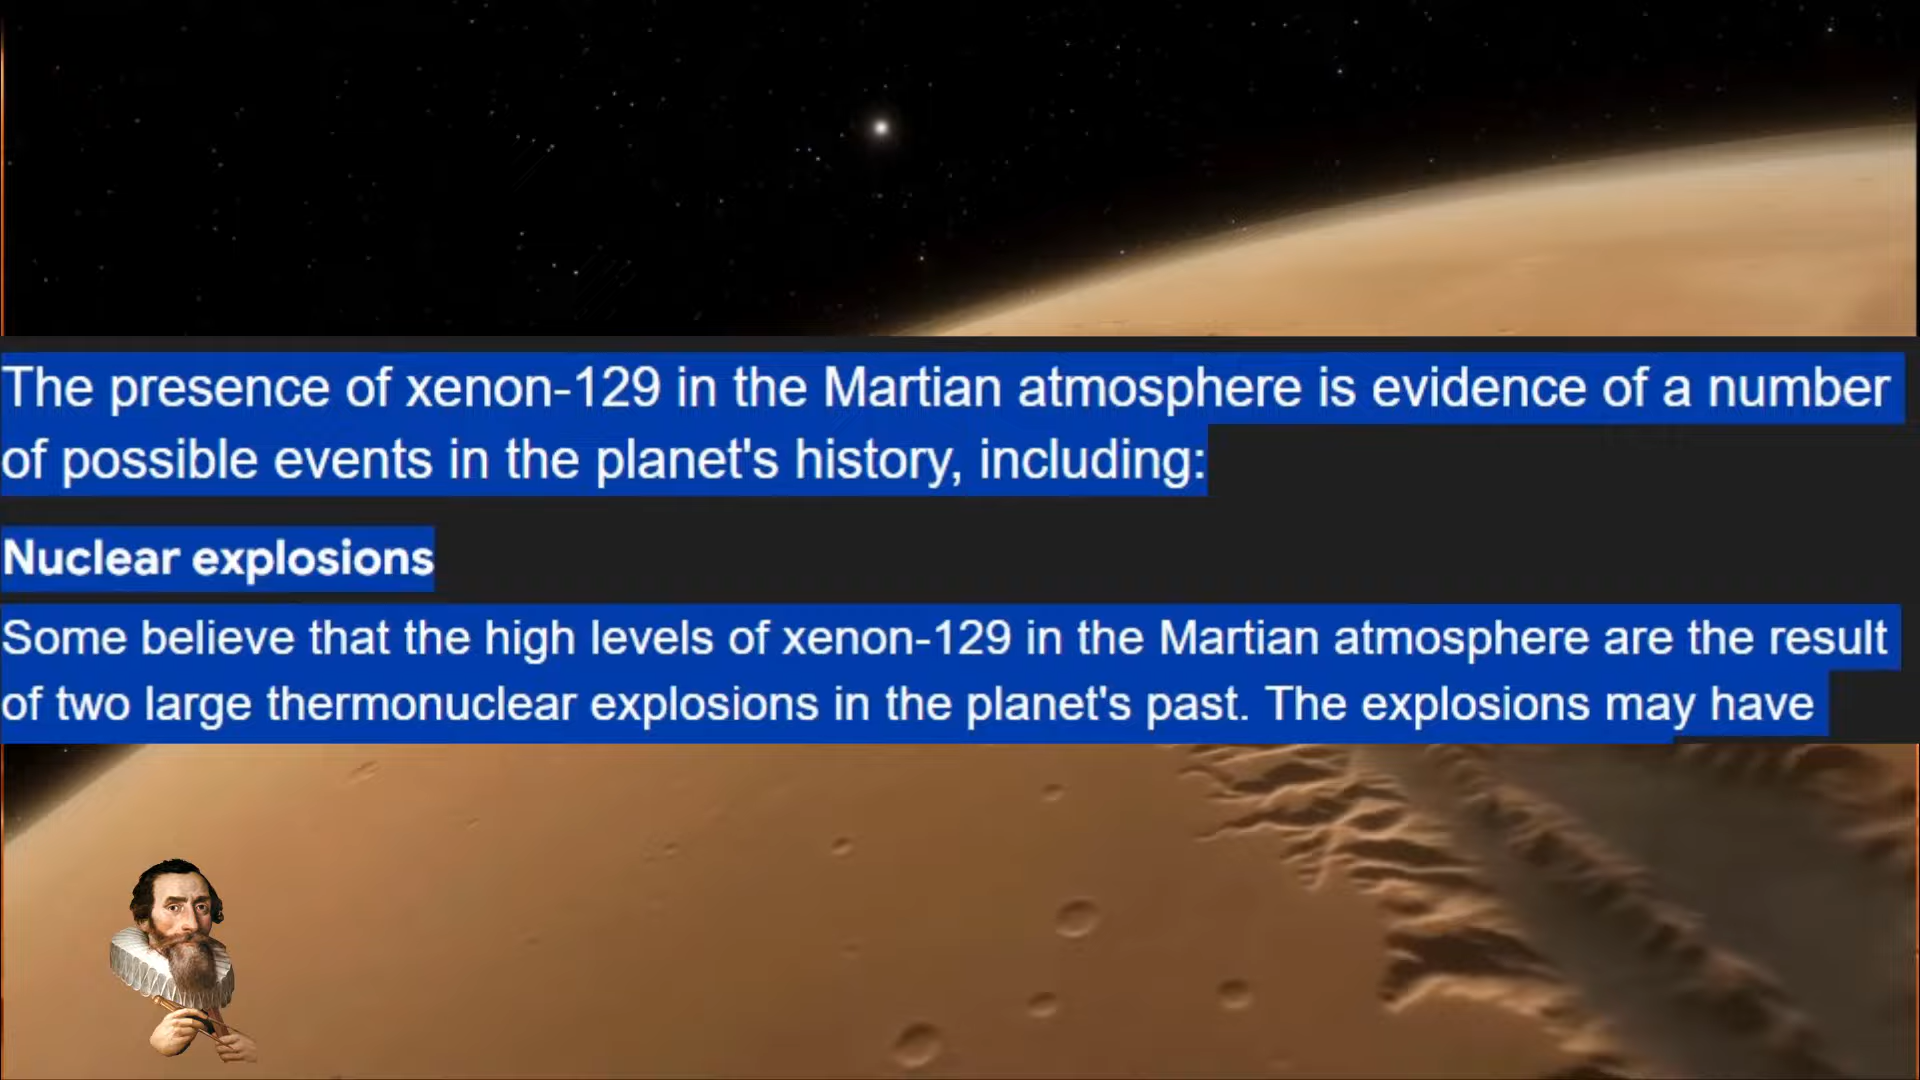 The presence of xenon-129 in the Martian atmosphere is evidence of a number
of possible events in the planet's history, including:
Nuclear explosions
Some believe that the high levels of xenon-129 in the Martian atmosphere are the result
of two large thermonuclear explosions in the planet's past. The explosions may have